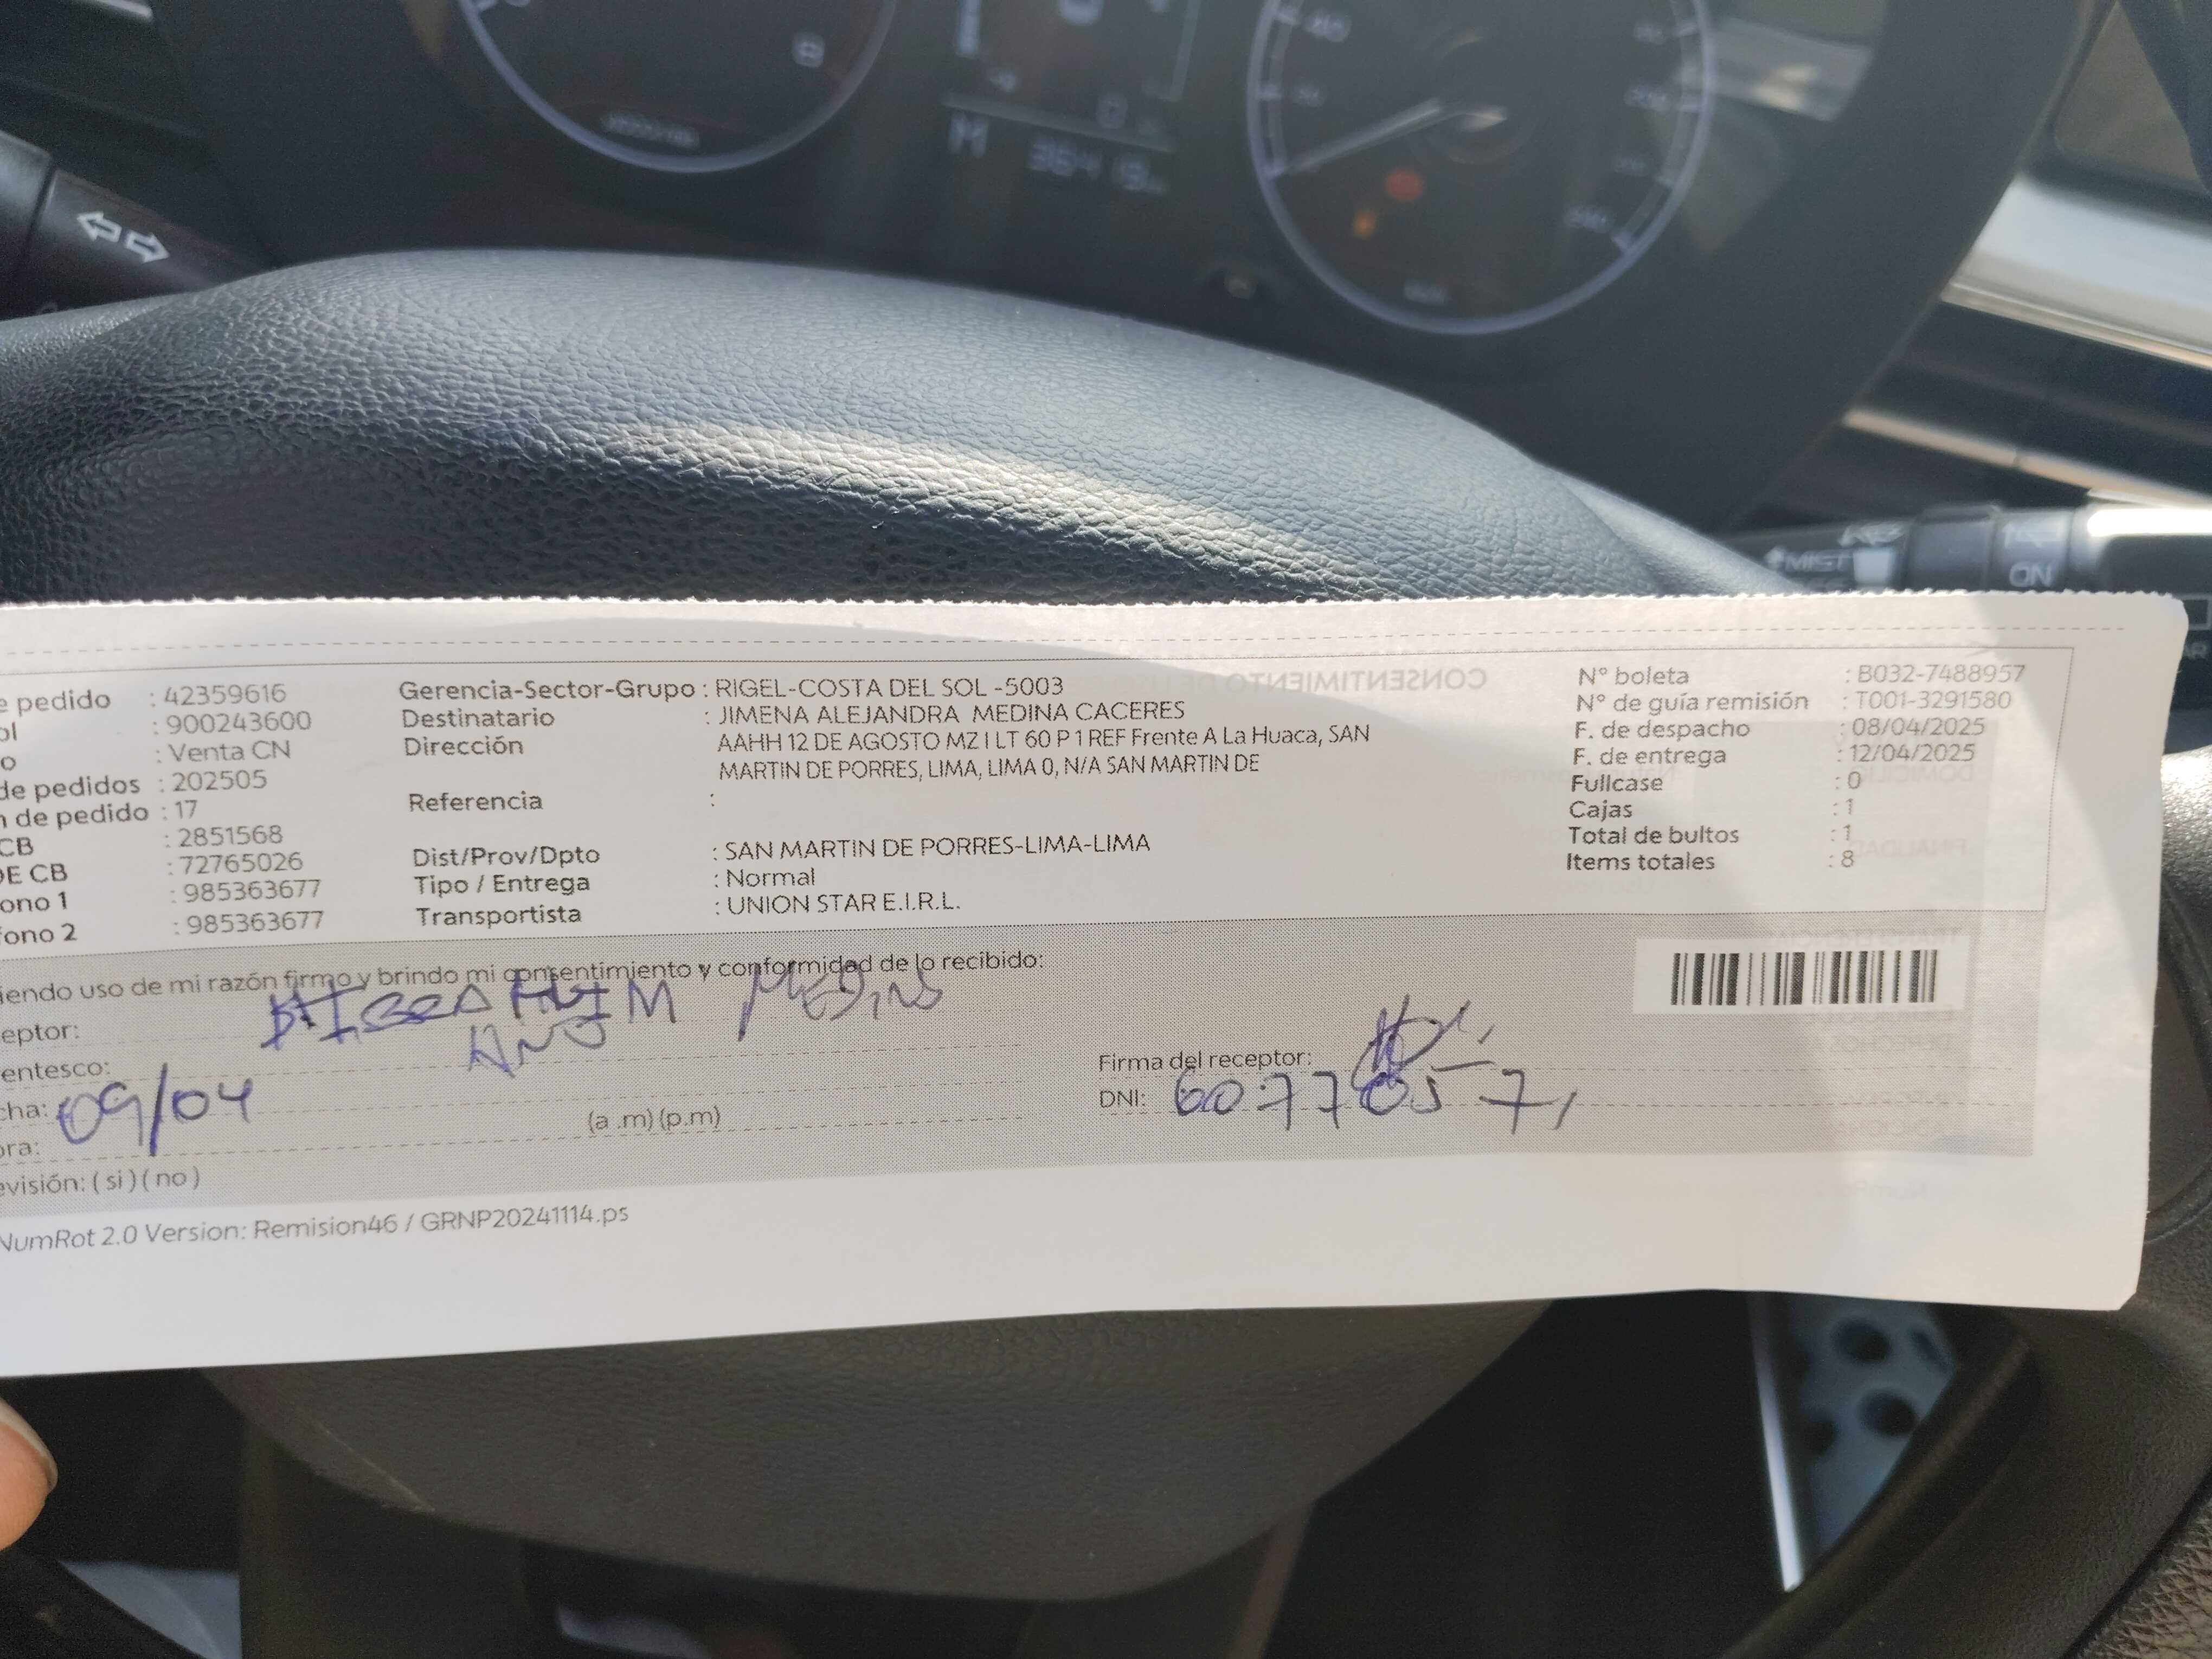 e pedido : 42359616
ol : 900243600
o : Venta CN
de pedidos : 202505
n de pedido : 17
CB : 2851568
DE CB : 72765026
ono 1 : 985363677
fono 2 : 985363677
Gerencia-Sector-Grupo : RIGEL-COSTA DEL SOL -5003
Destinatario : JIMENA ALEJANDRA MEDINA CACERES
Dirección AAHH 12 DE AGOSTO MZ I LT 60 P 1 REF Frente A La Huaca, SAN
MARTIN DE PORRES, LIMA, LIMA 0, N/A SAN MARTIN DE
Referencia :
Dist/Prov/Dpto : SAN MARTIN DE PORRES-LIMA-LIMA
Tipo / Entrega : Normal
Transportista : UNION STAR E.I.R.L.
N° boleta : B032-7488957
N° de guía remisión : T001-3291580
F. de despacho : 08/04/2025
F. de entrega : 12/04/2025
Fullcase : 0
Cajas : 1
Total de bultos : 1
Items totales : 8
iendo uso de mi razón firmo y brindo mi consentimiento y conformidad de lo recibido:
eptor:
entesco:
cha: 09/04
ora: (a .m) (p.m)
evisión: ( si ) ( no )
Firma del receptor:
DNI: 60770577
NumRot 2.0 Version: Remision46 / GRNP20241114.ps
MIST
ON
M 36419